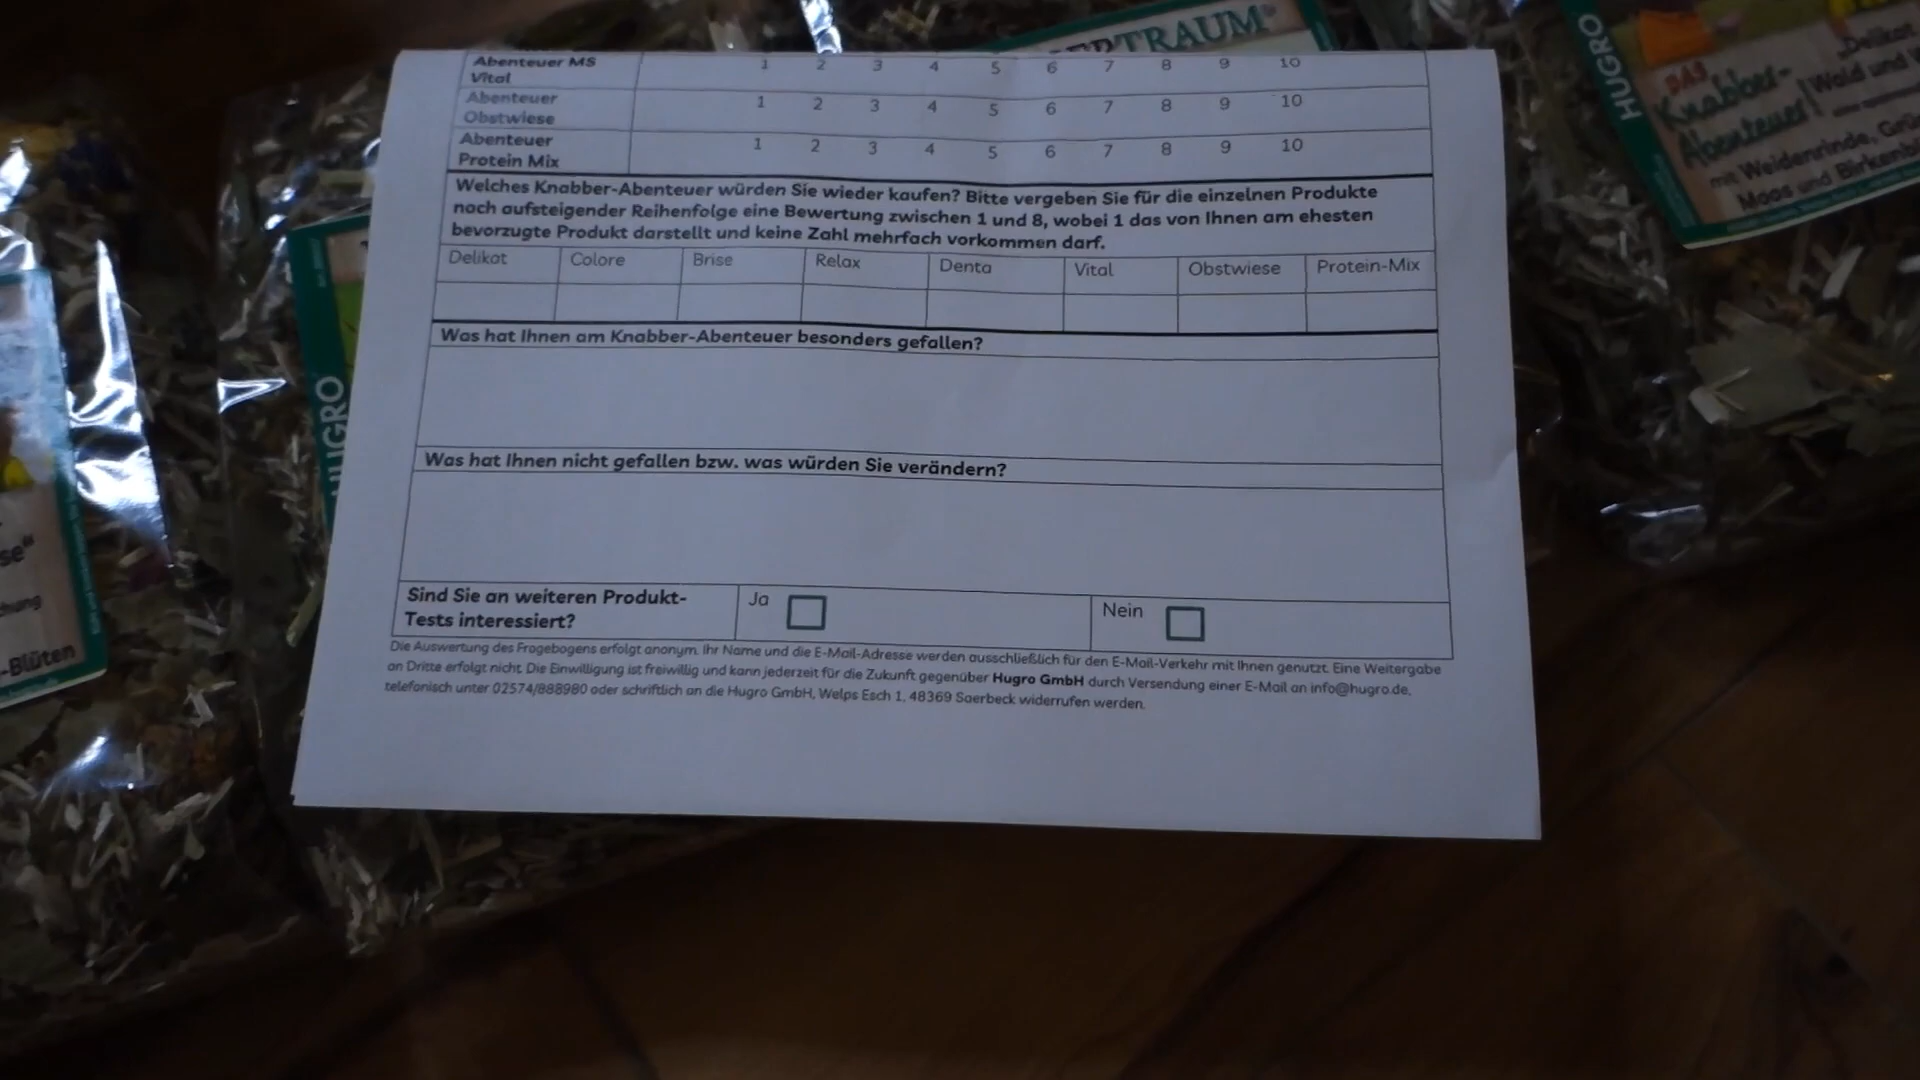 TRAUM®
Abenteuer MS
Vital
1 2 3 4 5 6 7 8 9 10
Abenteuer
Obstwiese
1 2 3 4 5 6 7 8 9 10
Abenteuer
Protein Mix
1 2 3 4 5 6 7 8 9 10
Welches Knabber-Abenteuer würden Sie wieder kaufen? Bitte vergeben Sie für die einzelnen Produkte
nach aufsteigender Reihenfolge eine Bewertung zwischen 1 und 8, wobei 1 das von Ihnen am ehesten
bevorzugte Produkt darstellt und keine Zahl mehrfach vorkommen darf.
Delikat Colore Brise Relax Denta Vital Obstwiese Protein-Mix
Was hat Ihnen am Knabber-Abenteuer besonders gefallen?
Was hat Ihnen nicht gefallen bzw. was würden Sie verändern?
Sind Sie an weiteren Produkt-
Tests interessiert?
Ja
Nein
Die Auswertung des Fragebogens erfolgt anonym. Ihr Name und die E-Mail-Adresse werden ausschließlich für den E-Mail-Verkehr mit Ihnen genutzt. Eine Weitergabe
an Dritte erfolgt nicht. Die Einwilligung ist freiwillig und kann jederzeit für die Zukunft gegenüber Hugro GmbH durch Versendung einer E-Mail an info@hugro.de,
telefonisch unter 02574/888980 oder schriftlich an die Hugro GmbH, Welps Esch 1, 48369 Saerbeck widerrufen werden.
HUGRO
-Blüten
HUGRO
DAS
Knabber-
Abenteuer!
„Delikat
Wald und
mit Weidenrinde,
Moos und